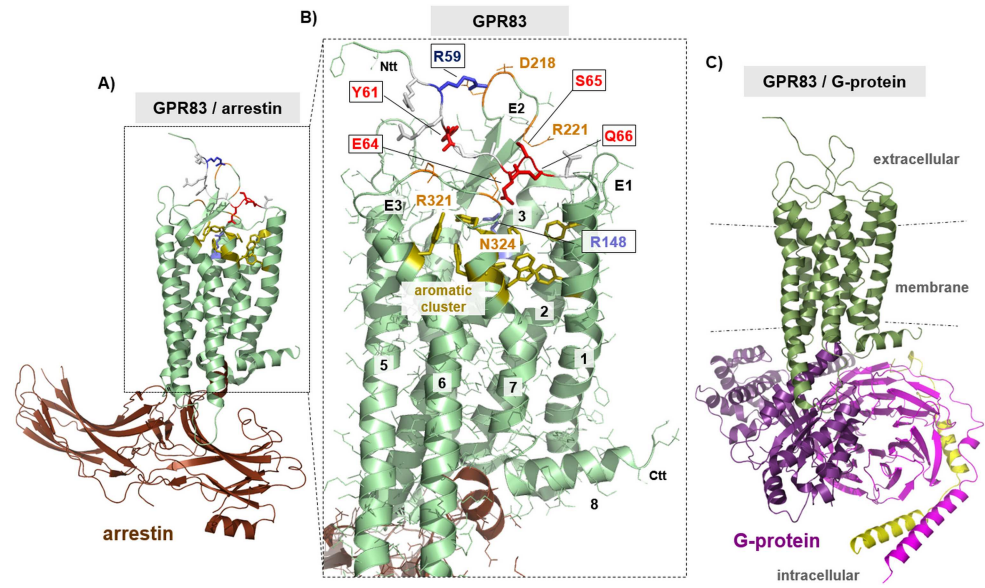 A)
GPR83 / arrestin
arrestin
B)
GPR83
Ntt
R59
D218
Y61
S65
E2
R221
E64
Q66
E1
E3
R321
3
N324
R148
aromatic
cluster
2
5
6
7
1
Ctt
8
C)
GPR83 / G-protein
extracellular
membrane
G-protein
intracellular